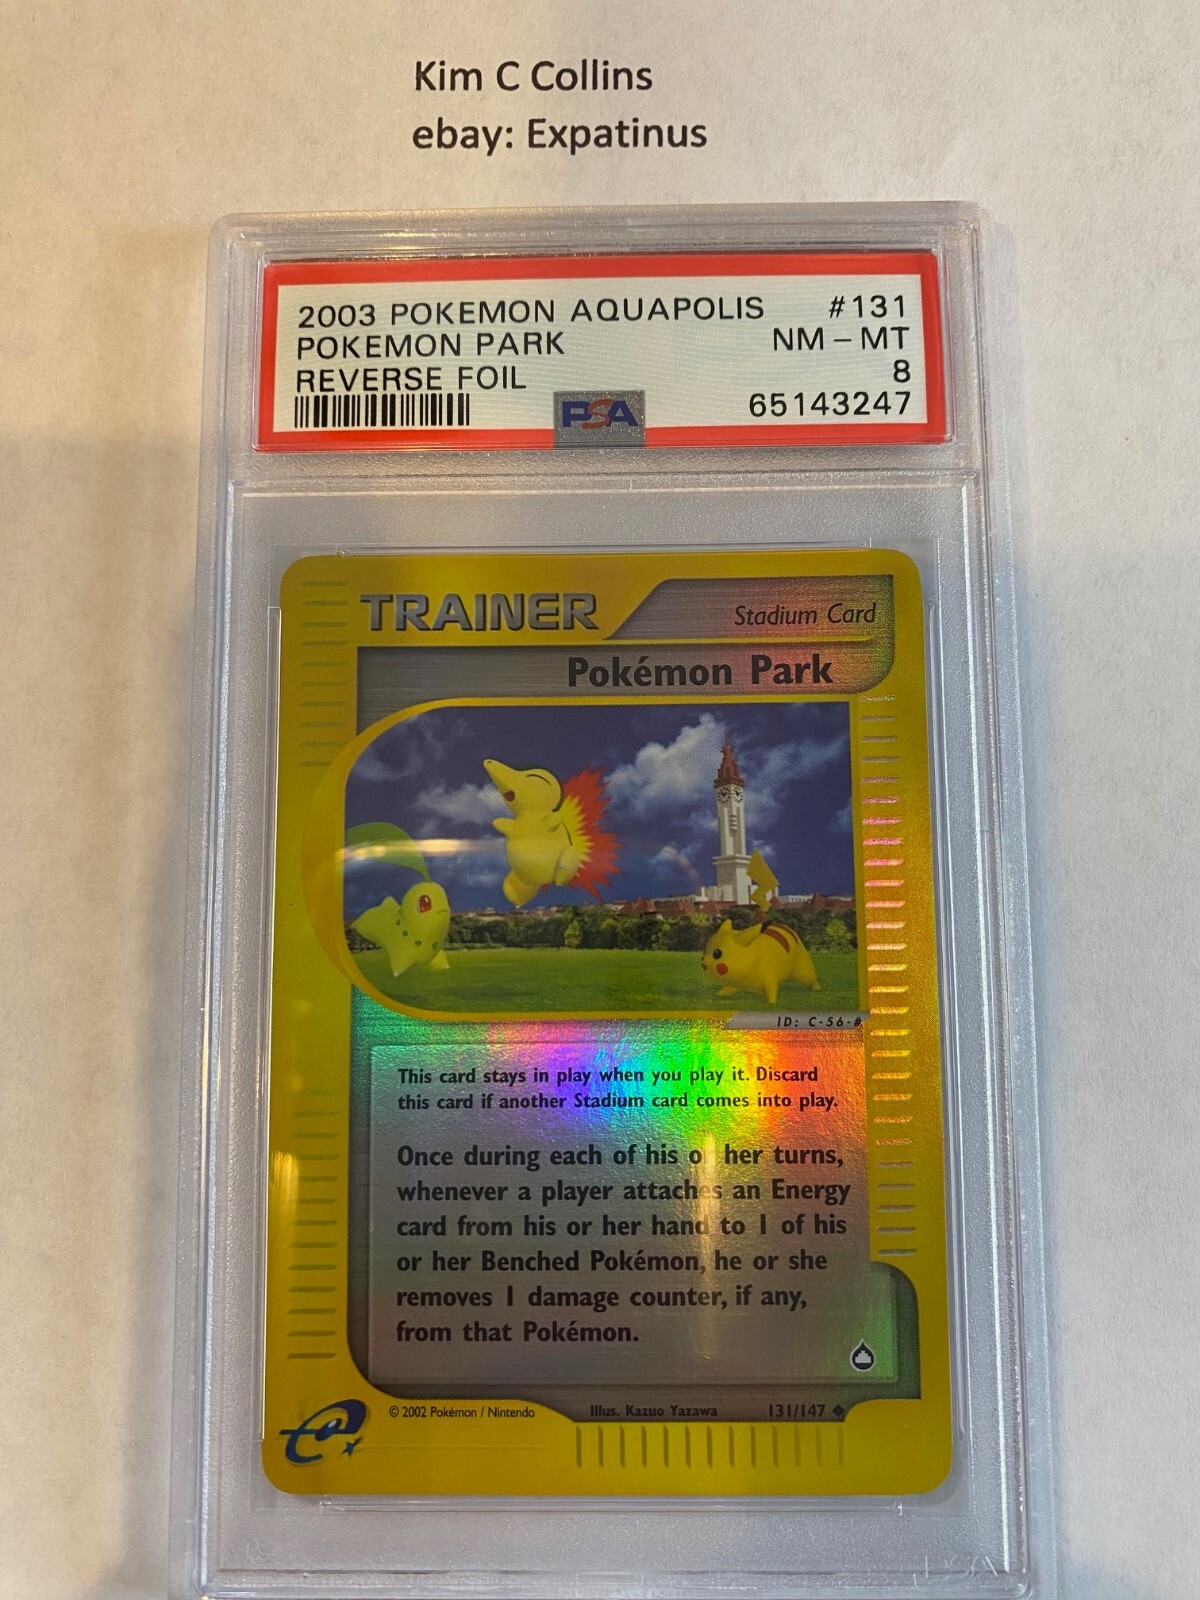 Kim C Collins
ebay: Expatinus
2003 POKEMON AQUAPOLIS #131
POKEMON PARK NM - MT
REVERSE FOIL 8
PSA 65143247
TRAINER Stadium Card
Pokémon Park
ID: C-56-#
This card stays in play when you play it. Discard
this card if another Stadium card comes into play.
Once during each of his or her turns,
whenever a player attaches an Energy
card from his or her hand to 1 of his
or her Benched Pokémon, he or she
removes 1 damage counter, if any,
from that Pokémon.
e
© 2002 Pokémon / Nintendo Illus. Kazuo Yazawa 131/147
PSA